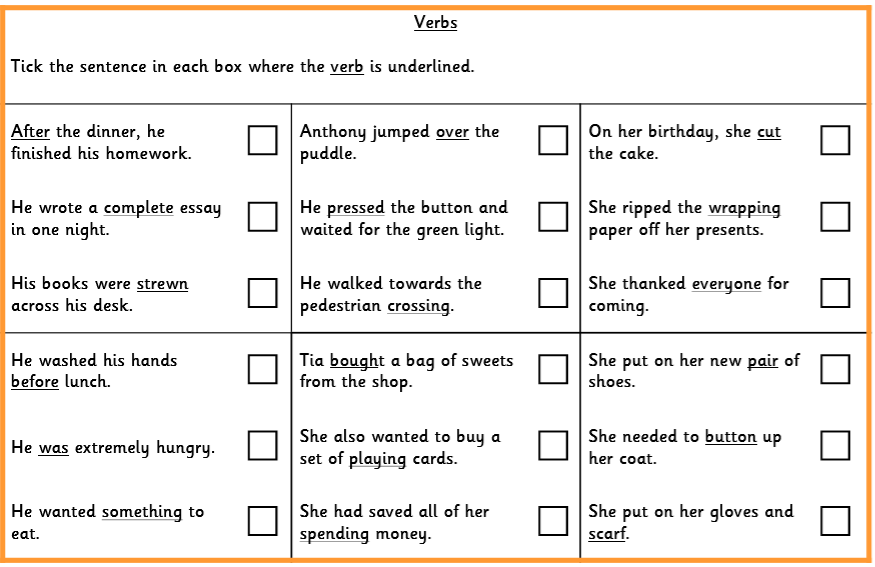 Verbs
Tick the sentence in each box where the verb is underlined.
After the dinner, he
finished his homework.
He wrote a complete essay
in one night.
His books were strewn
across his desk.
Anthony jumped over the
puddle.
He pressed the button and
waited for the green light.
He walked towards the
pedestrian crossing.
On her birthday, she cut
the cake.
She ripped the wrapping
paper off her presents.
She thanked everyone for
coming.
He washed his hands
before lunch.
He was extremely hungry.
He wanted something to
eat.
Tia bought a bag of sweets
from the shop.
She also wanted to buy a
set of playing cards.
She had saved all of her
spending money.
She put on her new pair of
shoes.
She needed to button up
her coat.
She put on her gloves and
scarf.